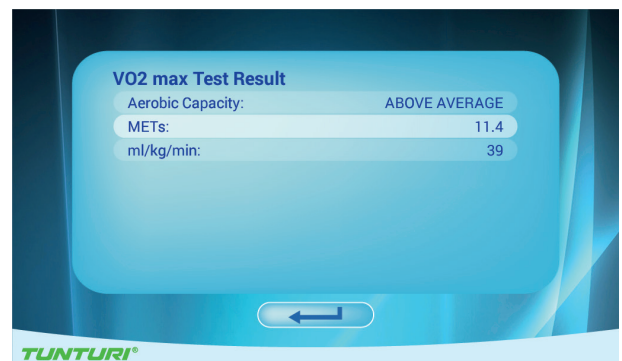 VO2 max Test Result
Aerobic Capacity: ABOVE AVERAGE
METs: 11.4
ml/kg/min: 39
TUNTURI®